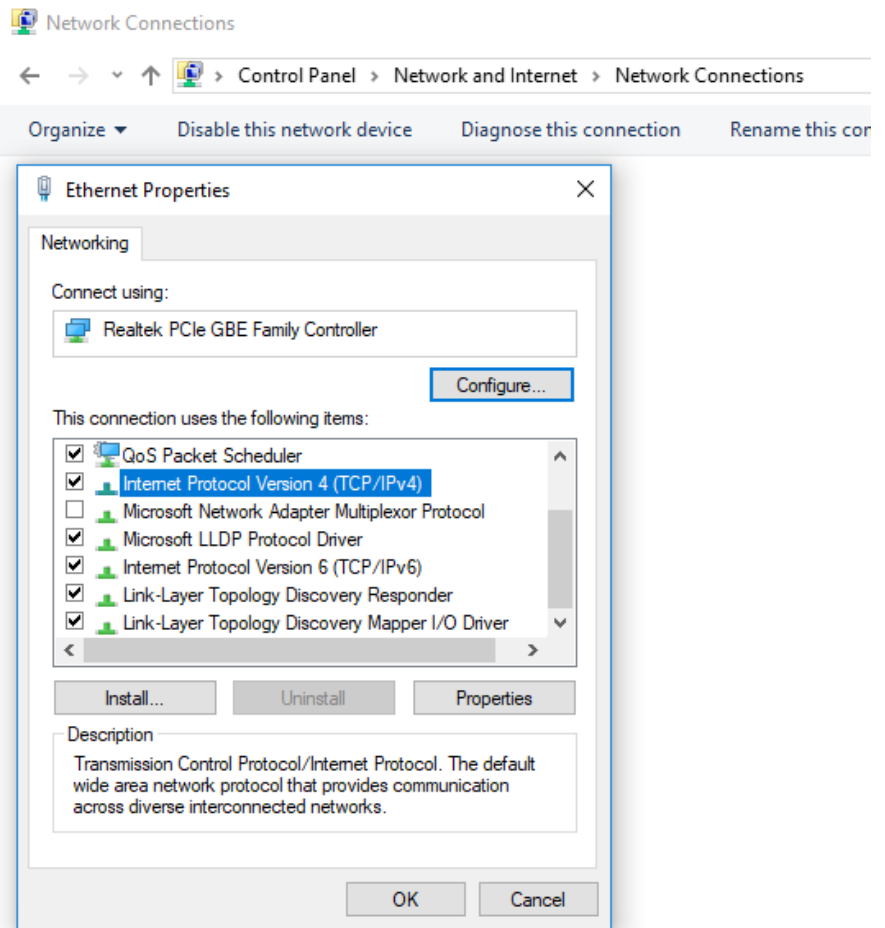 Network Connections
Control Panel > Network and Internet > Network Connections
Organize Disable this network device Diagnose this connection Rename this con
Ethernet Properties
Networking
Connect using:
Realtek PCIe GBE Family Controller
Configure...
This connection uses the following items:
QoS Packet Scheduler
Internet Protocol Version 4 (TCP/IPv4)
Microsoft Network Adapter Multiplexor Protocol
Microsoft LLDP Protocol Driver
Internet Protocol Version 6 (TCP/IPv6)
Link-Layer Topology Discovery Responder
Link-Layer Topology Discovery Mapper I/O Driver
Install... Uninstall Properties
Description
Transmission Control Protocol/Internet Protocol. The default
wide area network protocol that provides communication
across diverse interconnected networks.
OK Cancel